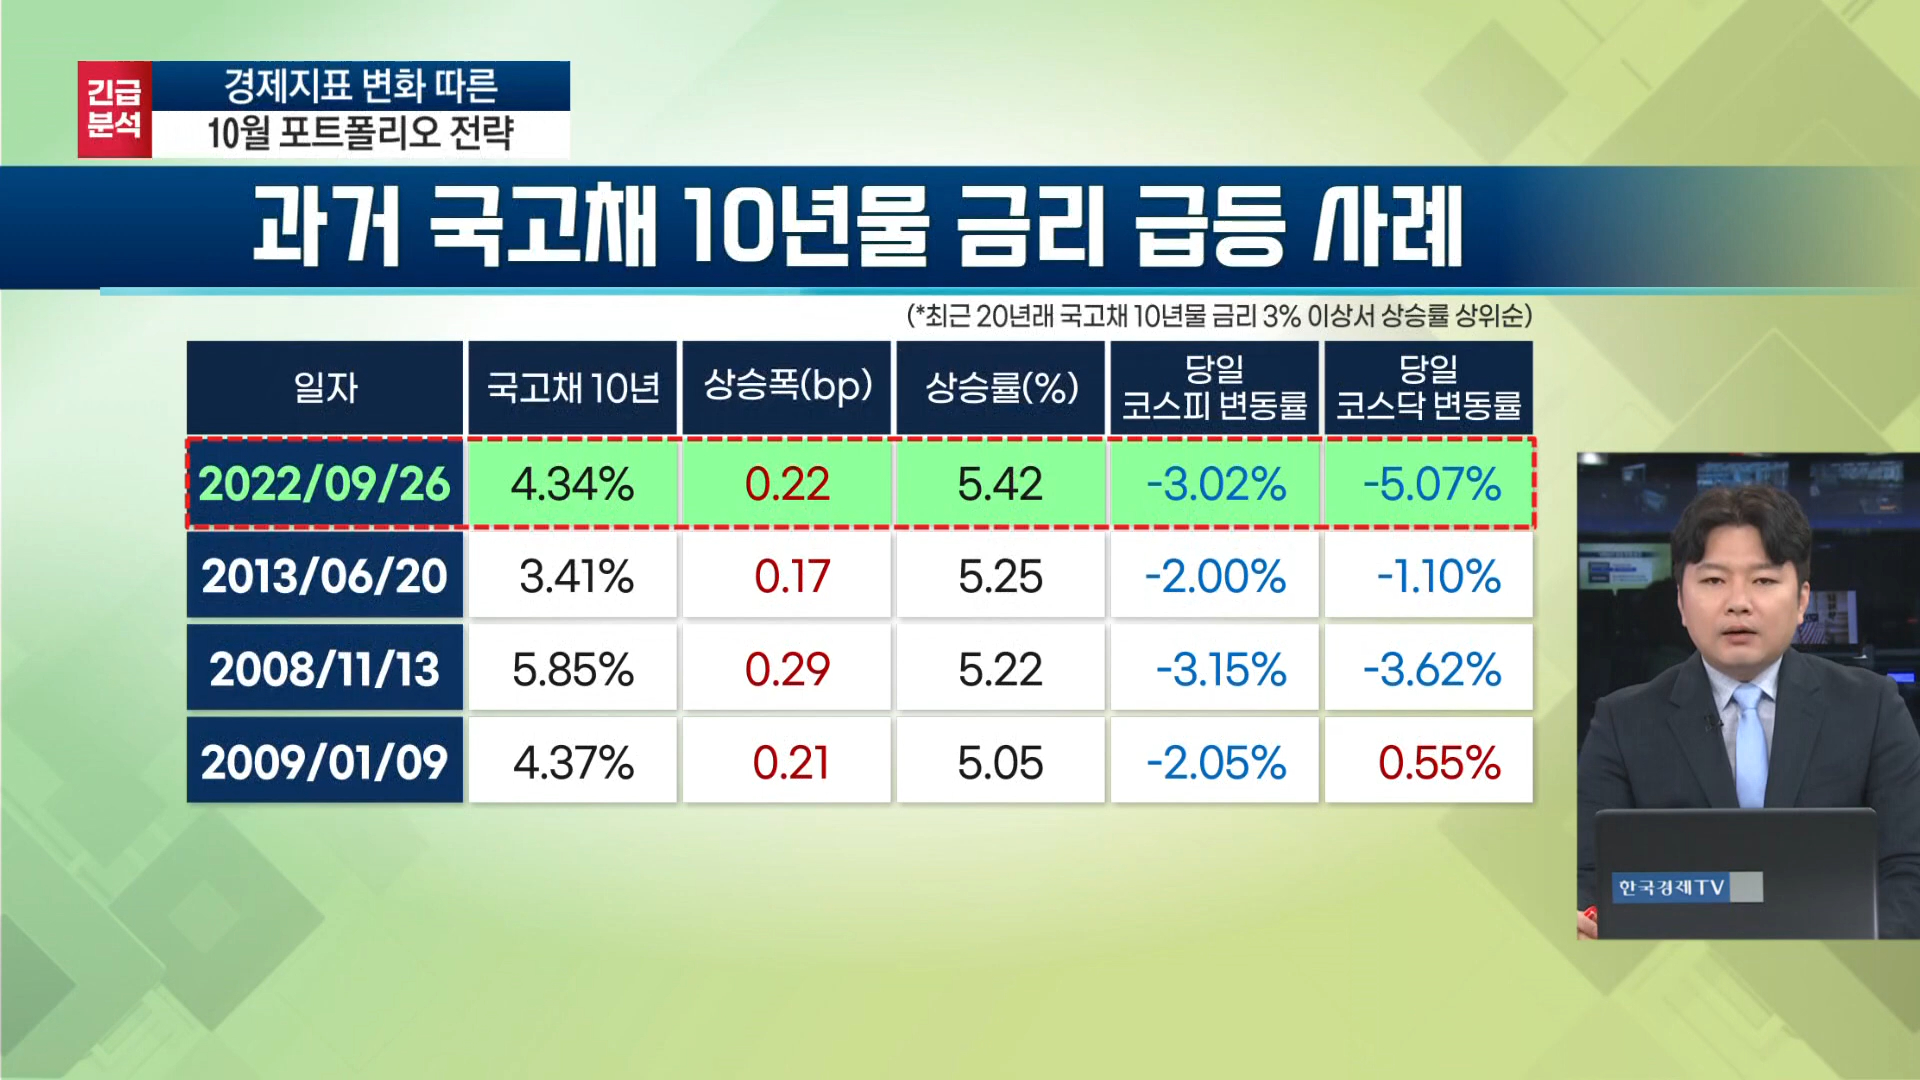 긴급
분석
경제지표 변화 따른
10월 포트폴리오 전략
과거 국고채 10년물 금리 급등 사례
(*최근 20년래 국고채 10년물 금리 3% 이상서 상승률 상위순)
일자 국고채 10년 상승폭(bp) 상승률(%) 당일 코스피 변동률 당일 코스닥 변동률
2022/09/26 4.34% 0.22 5.42 -3.02% -5.07%
2013/06/20 3.41% 0.17 5.25 -2.00% -1.10%
2008/11/13 5.85% 0.29 5.22 -3.15% -3.62%
2009/01/09 4.37% 0.21 5.05 -2.05% 0.55%
한국경제TV